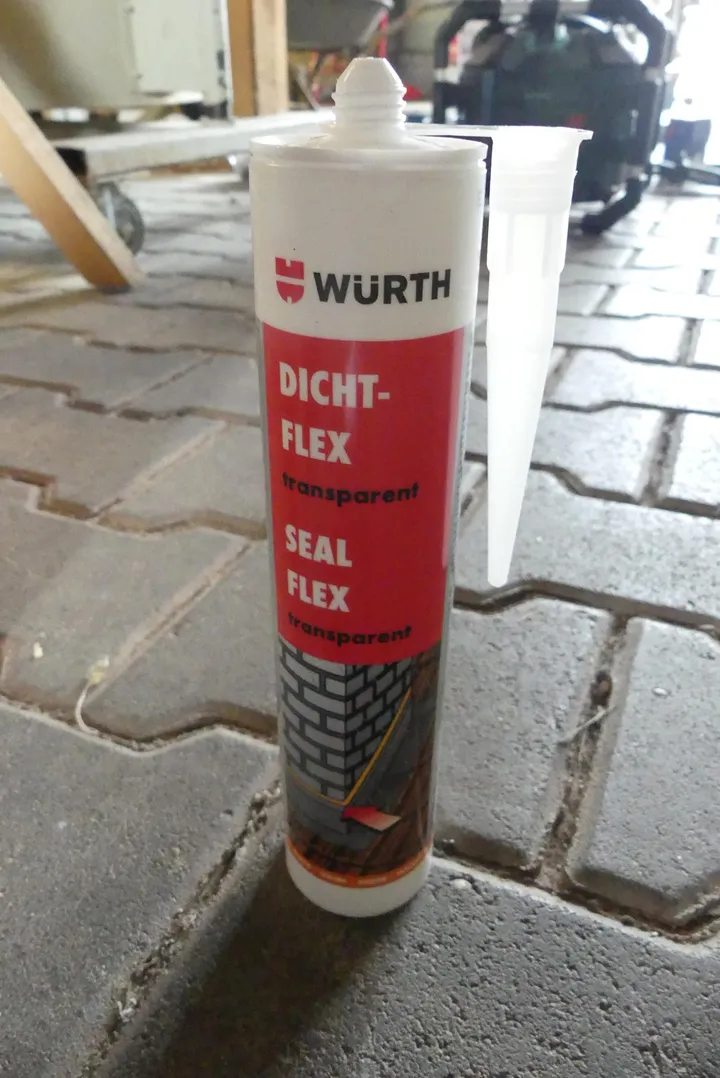 WÜRTH
DICHT-
FLEX
transparent
SEAL
FLEX
transparent